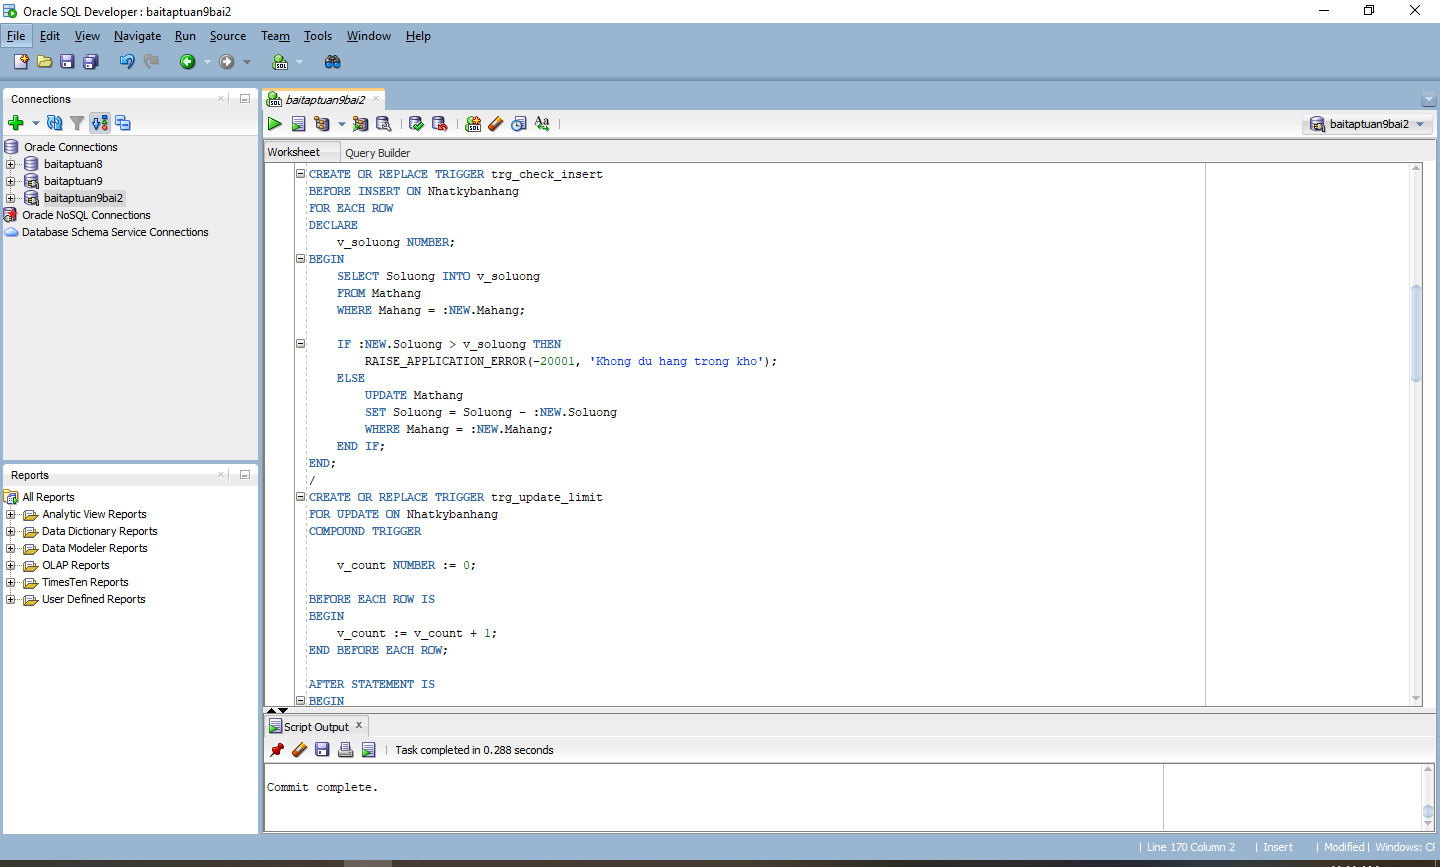 Oracle SQL Developer : baitaptuan9bai2
File Edit View Navigate Run Source Team Tools Window Help
Connections
Oracle Connections
baitaptuan8
baitaptuan9
baitaptuan9bai2
Oracle NoSQL Connections
Database Schema Service Connections
Reports
All Reports
Analytic View Reports
Data Dictionary Reports
Data Modeler Reports
OLAP Reports
TimesTen Reports
User Defined Reports
baitaptuan9bai2
baitaptuan9bai2
Worksheet Query Builder
CREATE OR REPLACE TRIGGER trg_check_insert
BEFORE INSERT ON Nhatkybanhang
FOR EACH ROW
DECLARE
    v_soluong NUMBER;
BEGIN
    SELECT Soluong INTO v_soluong
    FROM Mathang
    WHERE Mahang = :NEW.Mahang;
    IF :NEW.Soluong > v_soluong THEN
        RAISE_APPLICATION_ERROR(-20001, 'Khong du hang trong kho');
    ELSE
        UPDATE Mathang
        SET Soluong = Soluong - :NEW.Soluong
        WHERE Mahang = :NEW.Mahang;
    END IF;
END;
/
CREATE OR REPLACE TRIGGER trg_update_limit
FOR UPDATE ON Nhatkybanhang
COMPOUND TRIGGER
    v_count NUMBER := 0;
BEFORE EACH ROW IS
BEGIN
    v_count := v_count + 1;
END BEFORE EACH ROW;
AFTER STATEMENT IS
BEGIN
Script Output
Task completed in 0.288 seconds
Commit complete.
Line 170 Column 2 | Insert | Modified | Windows: CF